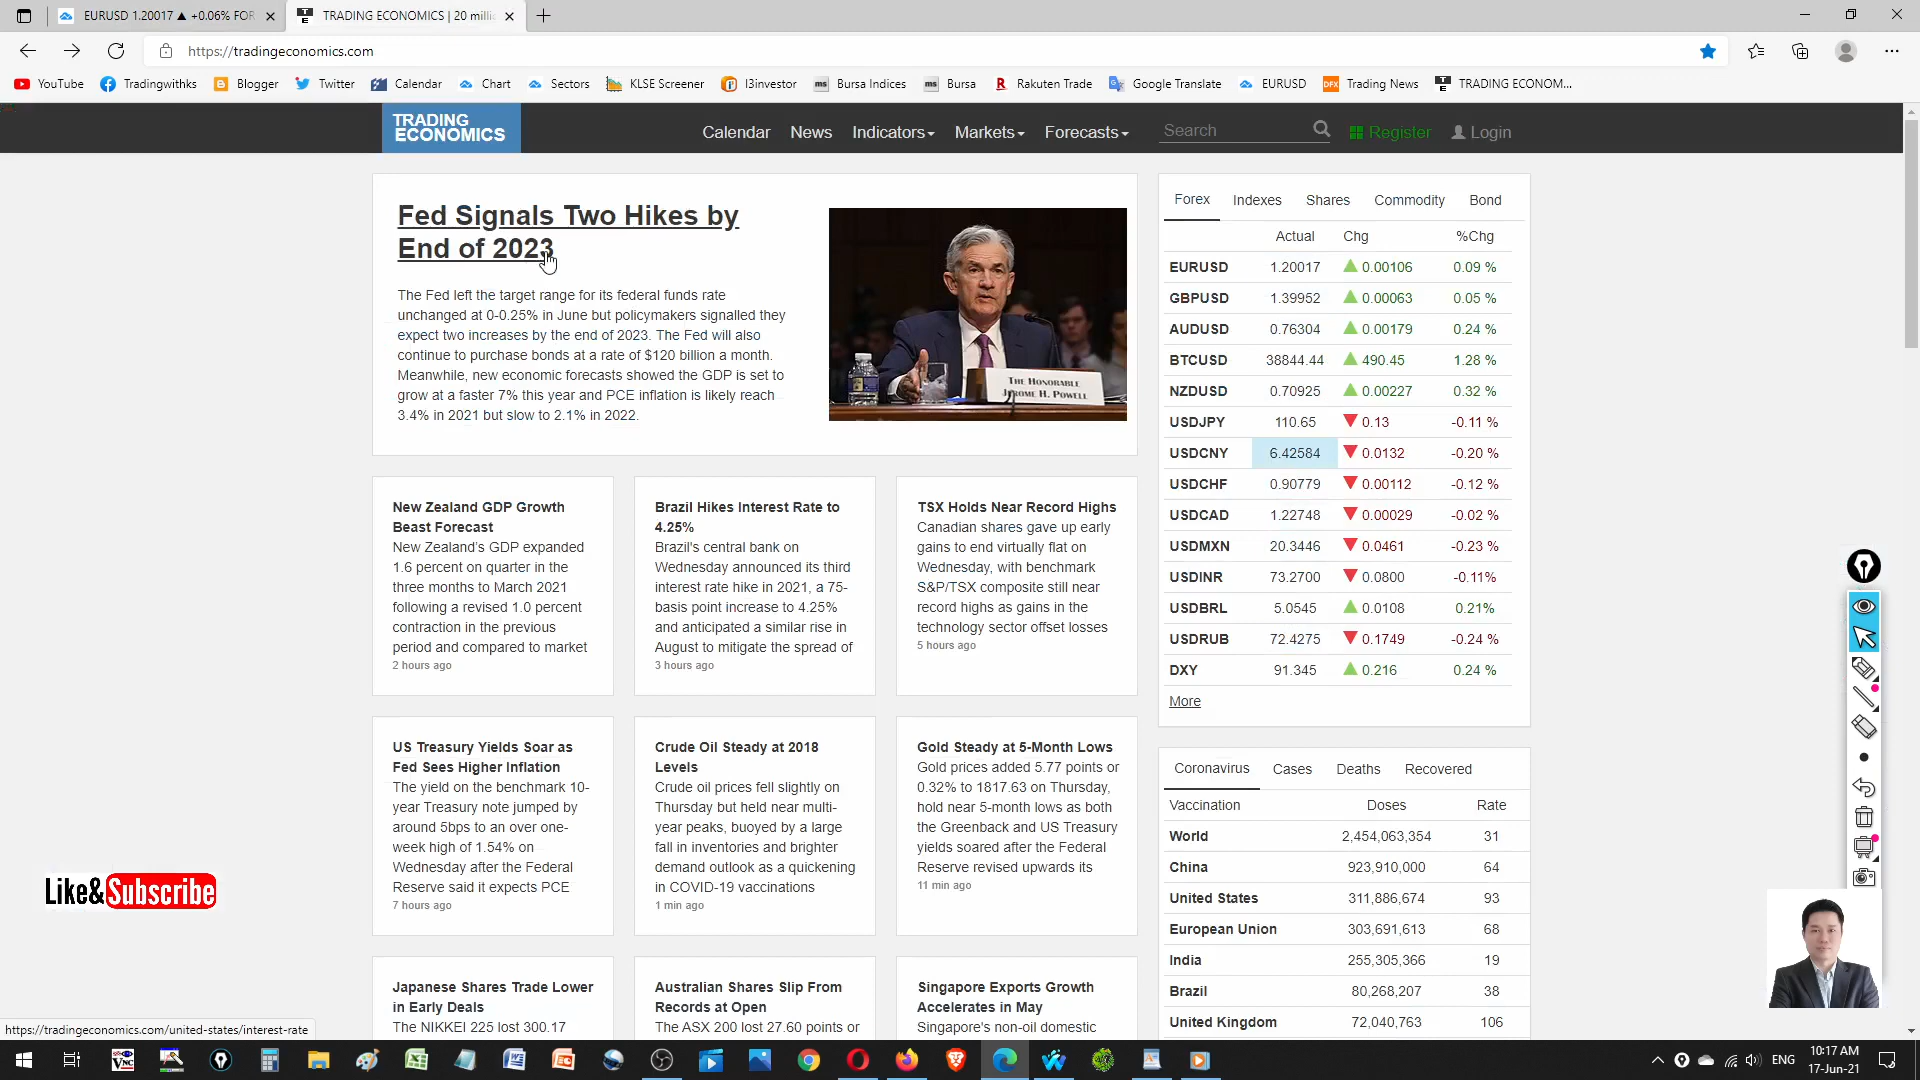 EURUSD 1.20017 ▲ +0.06% FOR
TRADING ECONOMICS | 20 milli
https://tradingeconomics.com
YouTube
Tradingwithks
Blogger
Twitter
Calendar
Chart
Sectors
KLSE Screener
I3investor
Bursa Indices
Bursa
Rakuten Trade
Google Translate
EURUSD
Trading News
TRADING ECONOM...
TRADING
ECONOMICS
Calendar
News
Indicators
Markets
Forecasts
Search
Register
Login
Fed Signals Two Hikes by
End of 2023
The Fed left the target range for its federal funds rate
unchanged at 0-0.25% in June but policymakers signalled they
expect two increases by the end of 2023. The Fed will also
continue to purchase bonds at a rate of $120 billion a month.
Meanwhile, new economic forecasts showed the GDP is set to
grow at a faster 7% this year and PCE inflation is likely reach
3.4% in 2021 but slow to 2.1% in 2022.
THE HONORABLE
JEROME H. POWELL
New Zealand GDP Growth
Beast Forecast
New Zealand's GDP expanded
1.6 percent on quarter in the
three months to March 2021
following a revised 1.0 percent
contraction in the previous
period and compared to market
2 hours ago
Brazil Hikes Interest Rate to
4.25%
Brazil's central bank on
Wednesday announced its third
interest rate hike in 2021, a 75-
basis point increase to 4.25%
and anticipated a similar rise in
August to mitigate the spread of
3 hours ago
TSX Holds Near Record Highs
Canadian shares gave up early
gains to end virtually flat on
Wednesday, with benchmark
S&P/TSX composite still near
record highs as gains in the
technology sector offset losses
5 hours ago
US Treasury Yields Soar as
Fed Sees Higher Inflation
The yield on the benchmark 10-
year Treasury note jumped by
around 5bps to an over one-
week high of 1.54% on
Wednesday after the Federal
Reserve said it expects PCE
7 hours ago
Crude Oil Steady at 2018
Levels
Crude oil prices fell slightly on
Thursday but held near multi-
year peaks, buoyed by a large
fall in inventories and brighter
demand outlook as a quickening
in COVID-19 vaccinations
1 min ago
Gold Steady at 5-Month Lows
Gold prices added 5.77 points or
0.32% to 1817.63 on Thursday,
hold near 5-month lows as both
the Greenback and US Treasury
yields soared after the Federal
Reserve revised upwards its
11 min ago
Japanese Shares Trade Lower
in Early Deals
The NIKKEI 225 lost 300.17
Australian Shares Slip From
Records at Open
The ASX 200 lost 27.60 points or
Singapore Exports Growth
Accelerates in May
Singapore's non-oil domestic
Forex Indexes Shares Commodity Bond
Actual Chg %Chg
EURUSD 1.20017 ▲ 0.00106 0.09 %
GBPUSD 1.39952 ▲ 0.00063 0.05 %
AUDUSD 0.76304 ▲ 0.00179 0.24 %
BTCUSD 38844.44 ▲ 490.45 1.28 %
NZDUSD 0.70925 ▲ 0.00227 0.32 %
USDJPY 110.65 ▼ 0.13 -0.11 %
USDCNY 6.42584 ▼ 0.0132 -0.20 %
USDCHF 0.90779 ▼ 0.00112 -0.12 %
USDCAD 1.22748 ▼ 0.00029 -0.02 %
USDMXN 20.3446 ▼ 0.0461 -0.23 %
USDINR 73.2700 ▼ 0.0800 -0.11%
USDBRL 5.0545 ▲ 0.0108 0.21%
USDRUB 72.4275 ▼ 0.1749 -0.24 %
DXY 91.345 ▲ 0.216 0.24 %
More
Coronavirus Cases Deaths Recovered
Vaccination Doses Rate
World 2,454,063,354 31
China 923,910,000 64
United States 311,886,674 93
European Union 303,691,613 68
India 255,305,366 19
Brazil 80,268,207 38
United Kingdom 72,040,763 106
Like&Subscribe
https://tradingeconomics.com/united-states/interest-rate
ENG
10:17 AM
17-Jun-21